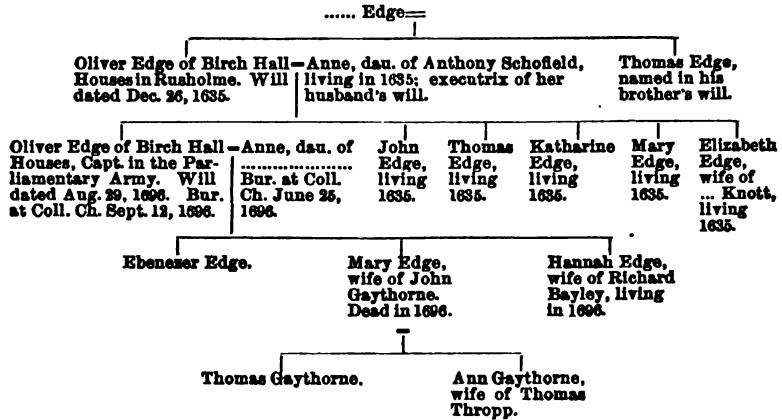 ...... Edge=
Oliver Edge of Birch Hall
Houses in Rusholme. Will
dated Dec. 26, 1635.
=Anne, dau. of Anthony Schofield,
living in 1635; executrix of her
husband's will.
Thomas Edge,
named in his
brother's will.
Oliver Edge of Birch Hall
Houses, Capt. in the Par-
liamentary Army. Will
dated Aug. 29, 1696. Bur.
at Coll. Ch. Sept. 12, 1696.
=Anne, dau. of
.....................
Bur. at Coll.
Ch. June 25,
1696.
John
Edge,
living
1635.
Thomas
Edge,
living
1635.
Katharine
Edge,
living
1635.
Mary
Edge,
living
1635.
Elizabeth
Edge,
wife of
... Knott,
living
1635.
Ebenezer Edge.
Mary Edge,
wife of John
Gaythorne.
Dead in 1696.
Hannah Edge,
wife of Richard
Bayley, living
in 1696.
Thomas Gaythorne.
Ann Gaythorne,
wife of Thomas
Thropp.